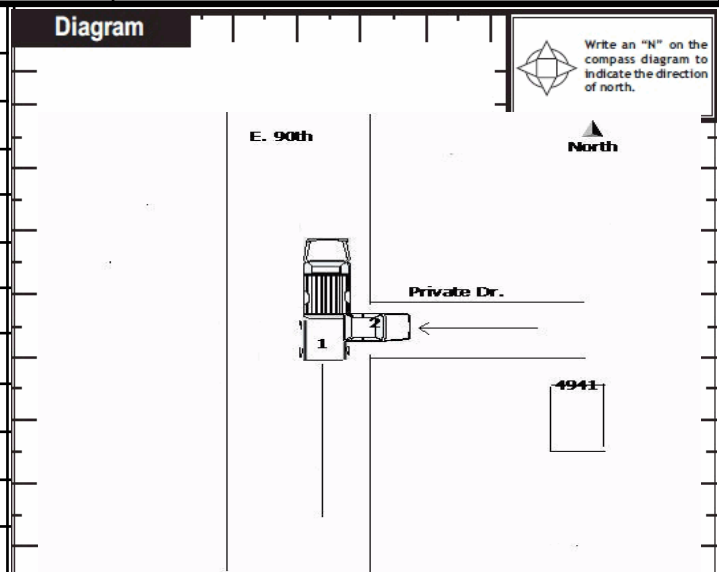 Diagram
Write an “N” on the
compass diagram to
indicate the direction
of north.
North
E. 90th
Private Dr.
2
1
4941